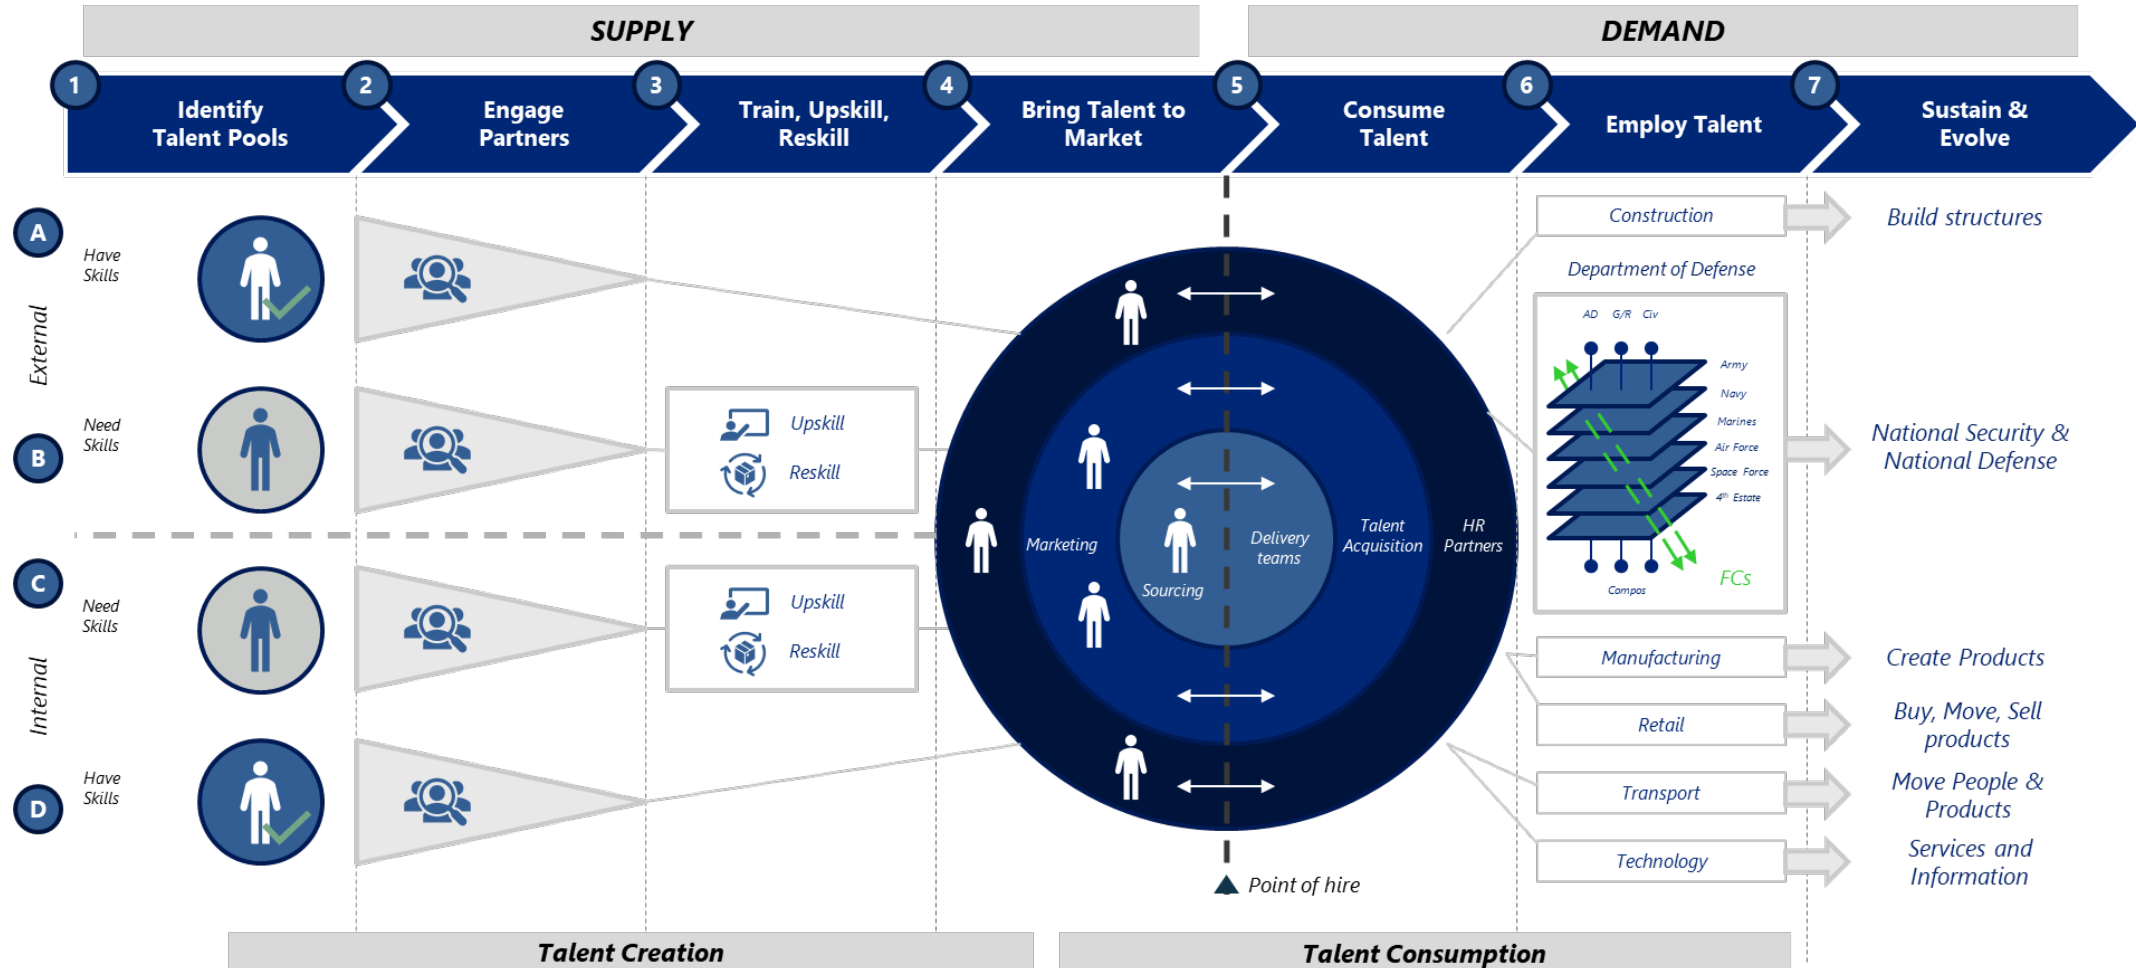 SUPPLY
DEMAND
1
2
3
4
5
6
7
Identify
Talent Pools
Engage
Partners
Train, Upskill,
Reskill
Bring Talent to
Market
Consume
Talent
Employ Talent
Sustain &
Evolve
A
Have
Skills
External
B
Need
Skills
Upskill
Reskill
C
Need
Skills
Internal
Upskill
Reskill
D
Have
Skills
Marketing
Sourcing
Delivery
teams
Talent
Acquisition
HR
Partners
Point of hire
Construction
Build structures
Department of Defense
AD G/R Civ
Army
Navy
Marines
Air Force
Space Force
4th Estate
FCs
Compos
National Security &
National Defense
Manufacturing
Create Products
Retail
Buy, Move, Sell
products
Transport
Move People &
Products
Technology
Services and
Information
Talent Creation
Talent Consumption